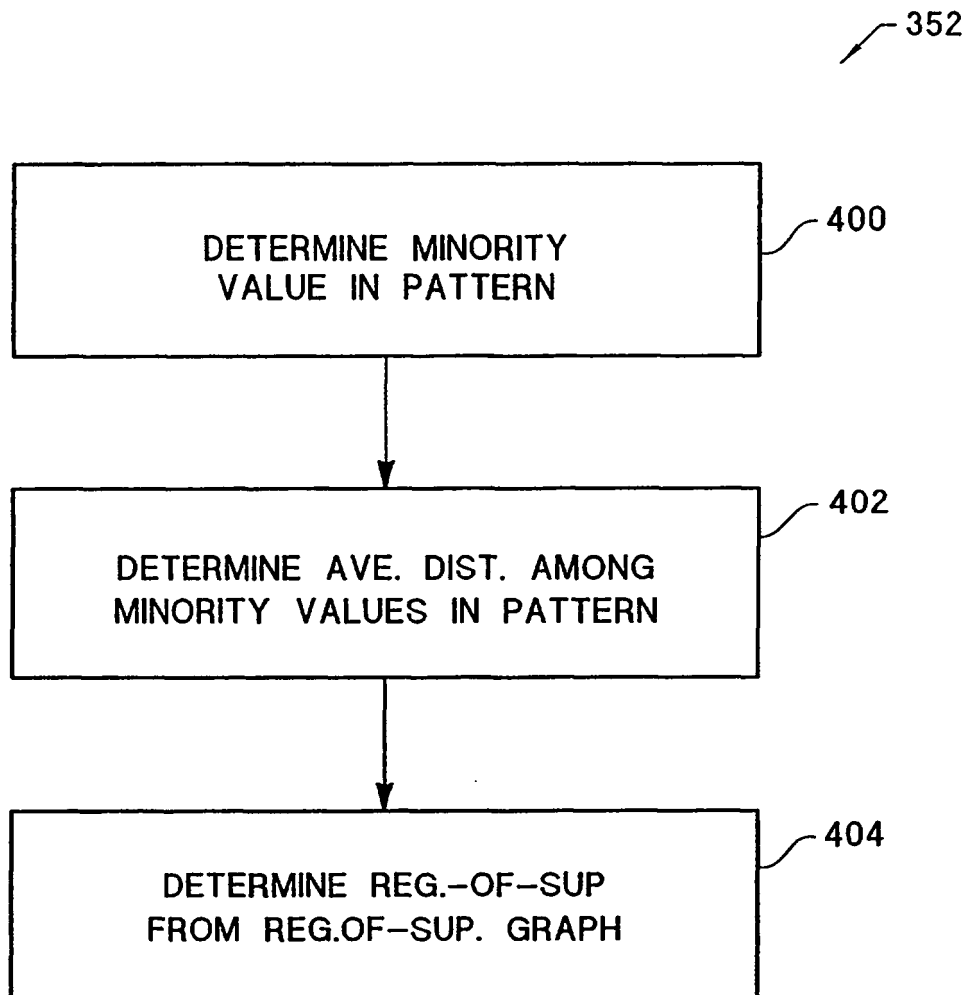 352
DETERMINE MINORITY
VALUE IN PATTERN
400
DETERMINE AVE. DIST. AMONG
MINORITY VALUES IN PATTERN
402
DETERMINE REG.-OF-SUP
FROM REG.OF-SUP. GRAPH
404